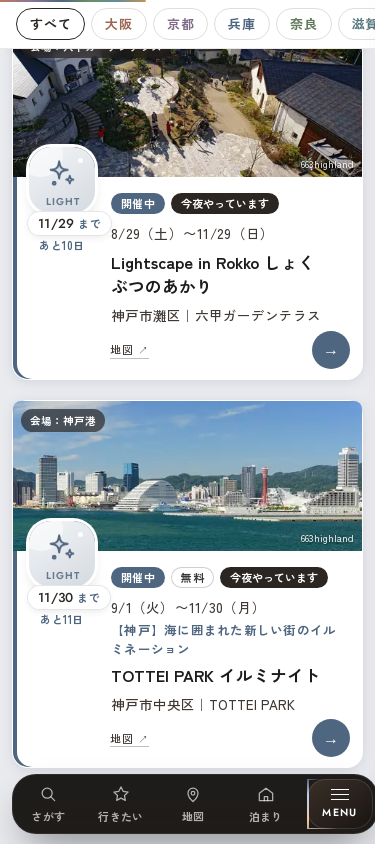 すべて
大阪
京都
兵庫
奈良
滋賀
663highland
LIGHT
11/29 まで
あと10日
開催中
今夜やっています
8/29（土）〜11/29（日）
Lightscape in Rokko しょく
ぶつのあかり
神戸市灘区｜六甲ガーデンテラス
地図 ↗
→
会場：神戸港
663highland
LIGHT
11/30 まで
あと11日
開催中
無料
今夜やっています
9/1（火）〜11/30（月）
【神戸】海に囲まれた新しい街のイル
ミネーション
TOTTEI PARK イルミナイト
神戸市中央区｜TOTTEI PARK
地図 ↗
→
さがす
行きたい
地図
泊まり
MENU